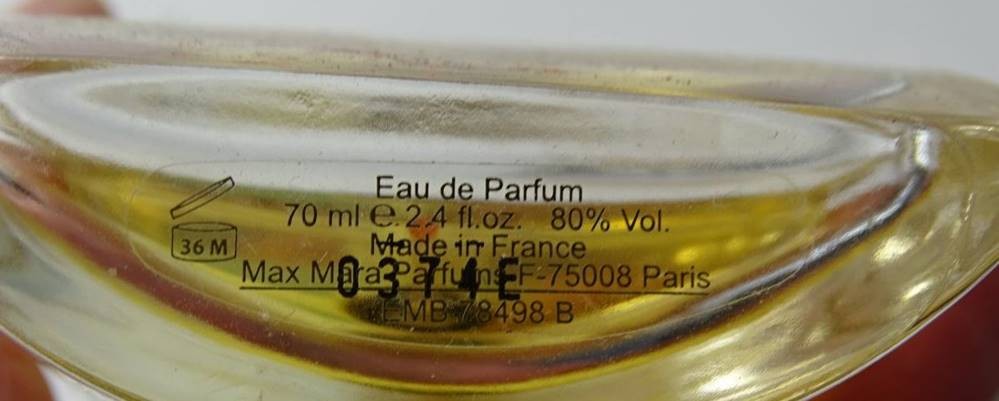 Eau de Parfum
70 ml ℮ 2.4 fl.oz. 80% Vol.
36 M
Made in France
Max Mara Parfums F-75008 Paris
0374E
EMB 78498 B